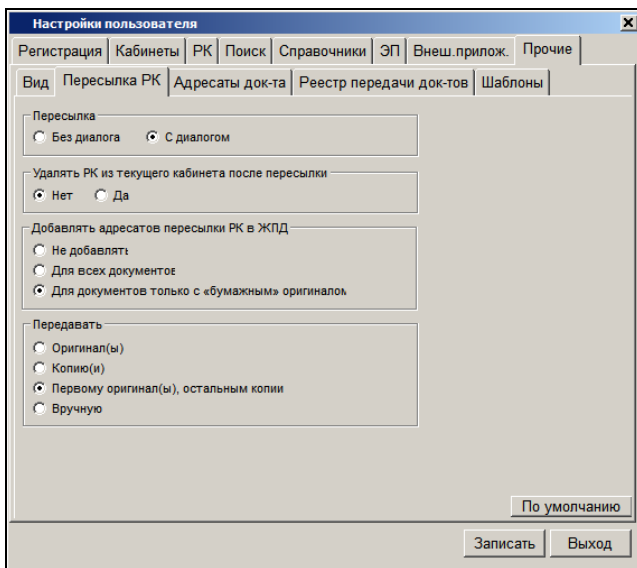 Настройки пользователя
Регистрация Кабинеты РК Поиск Справочники ЭП Внеш.прилож. Прочие
Вид Пересылка РК Адресаты док-та Реестр передачи док-тов Шаблоны
Пересылка
Без диалога С диалогом
Удалять РК из текущего кабинета после пересылки
Нет Да
Добавлять адресатов пересылки РК в ЖПД
Не добавлять
Для всех документов
Для документов только с «бумажным» оригиналом
Передавать
Оригинал(ы)
Копию(и)
Первому оригинал(ы), остальным копии
Вручную
По умолчанию
Записать Выход